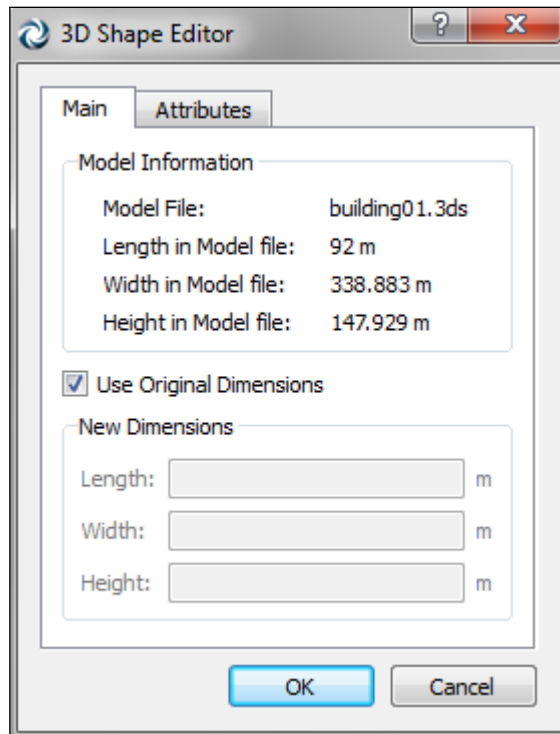 3D Shape Editor
?
Main Attributes
Model Information
Model File: building01.3ds
Length in Model file: 92 m
Width in Model file: 338.883 m
Height in Model file: 147.929 m
Use Original Dimensions
New Dimensions
Length: m
Width: m
Height: m
OK Cancel